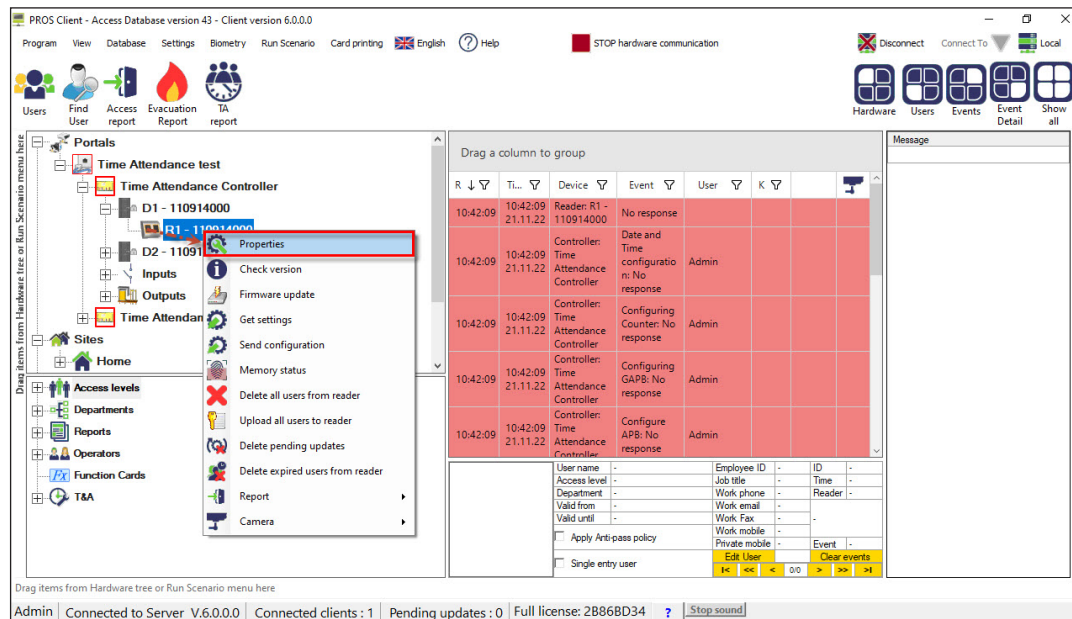 PROS Client - Access Database version 43 - Client version 6.0.0.0
Program View Database Settings Biometry Run Scenario Card printing English Help STOP hardware communication Disconnect Connect To Local
Users
Find User
Access report
Evacuation Report
TA report
Hardware
Users
Events
Event Detail
Show all
Drag items from Hardware tree or Run Scenario menu here
Portals
Time Attendance test
Time Attendance Controller
D1 - 110914000
R1 - 110914000
D2 - 11091
Inputs
Outputs
Time Attendan
Sites
Home
Properties
Check version
Firmware update
Get settings
Send configuration
Memory status
Delete all users from reader
Upload all users to reader
Delete pending updates
Delete expired users from reader
Report
Camera
Access levels
Departments
Reports
Operators
Fx Function Cards
T&A
Drag a column to group
R Ti... Device Event User K
10:42:09 10:42:09 21.11.22 Reader: R1 - 110914000 No response
10:42:09 10:42:09 21.11.22 Controller: Time Attendance Controller Date and Time configuratio n: No response Admin
10:42:09 10:42:09 21.11.22 Controller: Time Attendance Controller Configuring Counter: No response Admin
10:42:09 10:42:09 21.11.22 Controller: Time Attendance Controller Configuring GAPB: No response Admin
10:42:09 10:42:09 21.11.22 Controller: Time Attendance Controller Configure APB: No response Admin
Message
User name - Employee ID - ID -
Access level - Job title - Time -
Department - Work phone - Reader -
Valid from - Work email -
Valid until - Work Fax - -
Apply Anti-pass policy Work mobile -
Private mobile - Event -
Single entry user Edit User Clear events
I< << < 0/0 > >> >I
Drag items from Hardware tree or Run Scenario menu here
Admin Connected to Server V.6.0.0.0 Connected clients : 1 Pending updates : 0 Full license: 2B86BD34 ? Stop sound